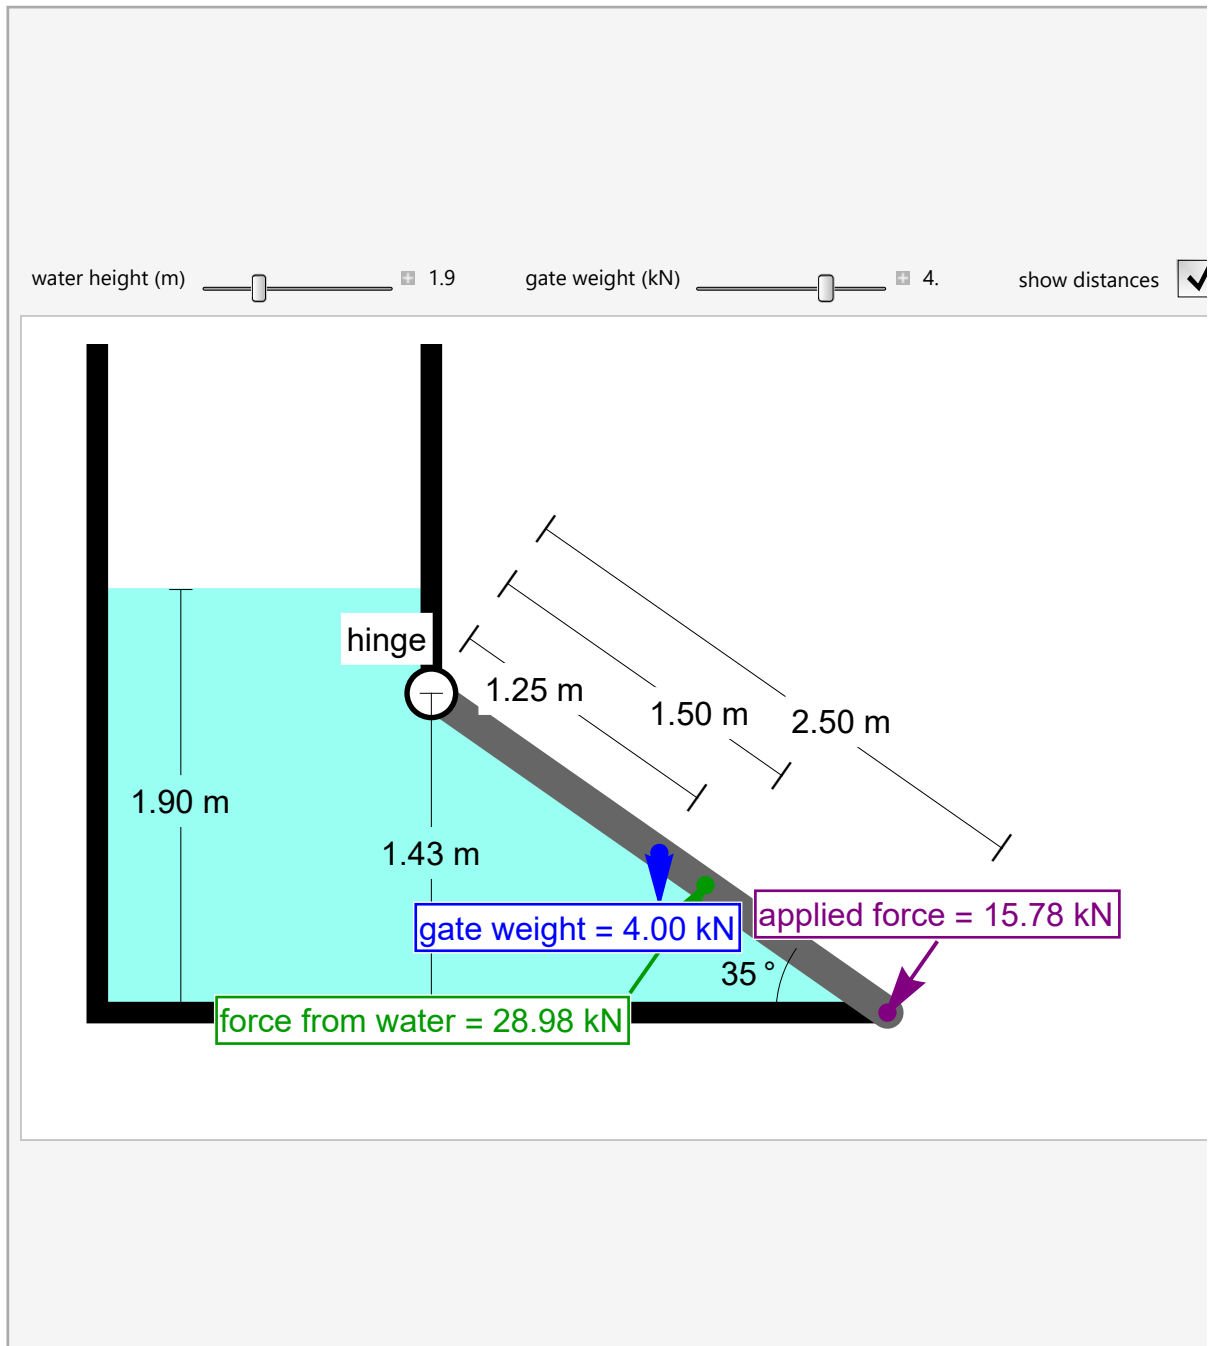 water height (m) 1.9 gate weight (kN) 4. show distances
hinge
1.25 m
1.50 m
2.50 m
1.90 m
1.43 m
applied force = 15.78 kN
gate weight = 4.00 kN
35 °
force from water = 28.98 kN